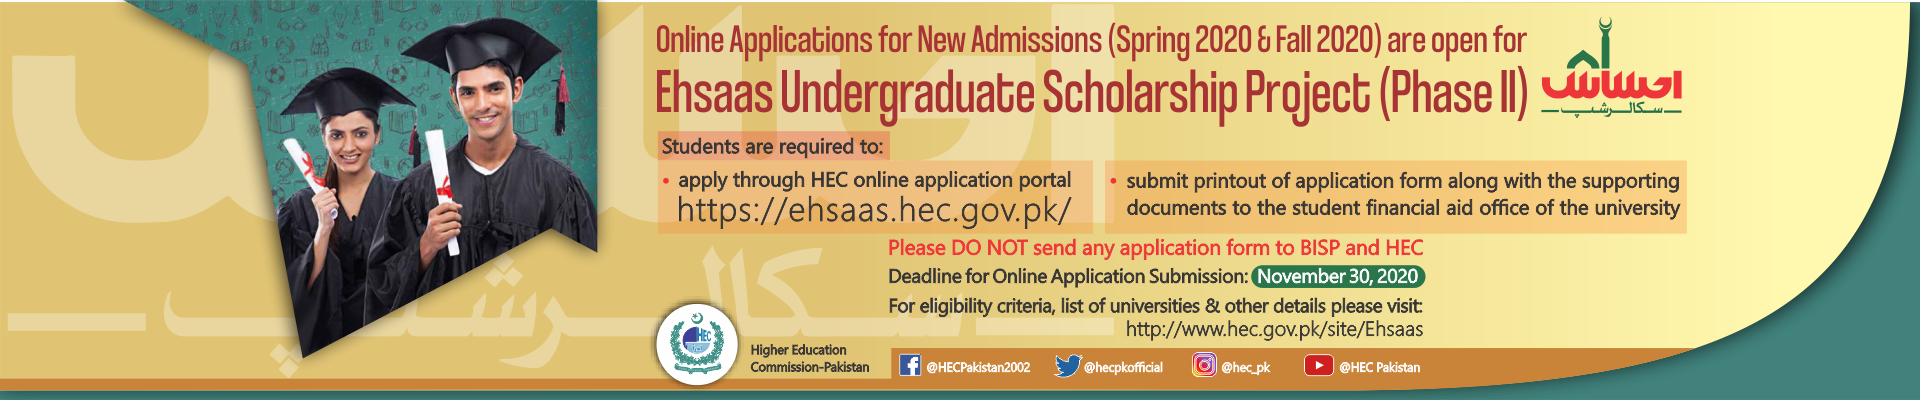 Online Applications for New Admissions (Spring 2020 & Fall 2020) are open for
Ehsaas Undergraduate Scholarship Project (Phase II)
احساس
سکالرشپ
Students are required to:
• apply through HEC online application portal
https://ehsaas.hec.gov.pk/
• submit printout of application form along with the supporting
documents to the student financial aid office of the university
Please DO NOT send any application form to BISP and HEC
Deadline for Online Application Submission: November 30, 2020
For eligibility criteria, list of universities & other details please visit:
http://www.hec.gov.pk/site/Ehsaas
HEC
Higher Education
Commission-Pakistan
@HECPakistan2002 @hecpkofficial @hec_pk @HEC Pakistan
احساس
سکالرشپ